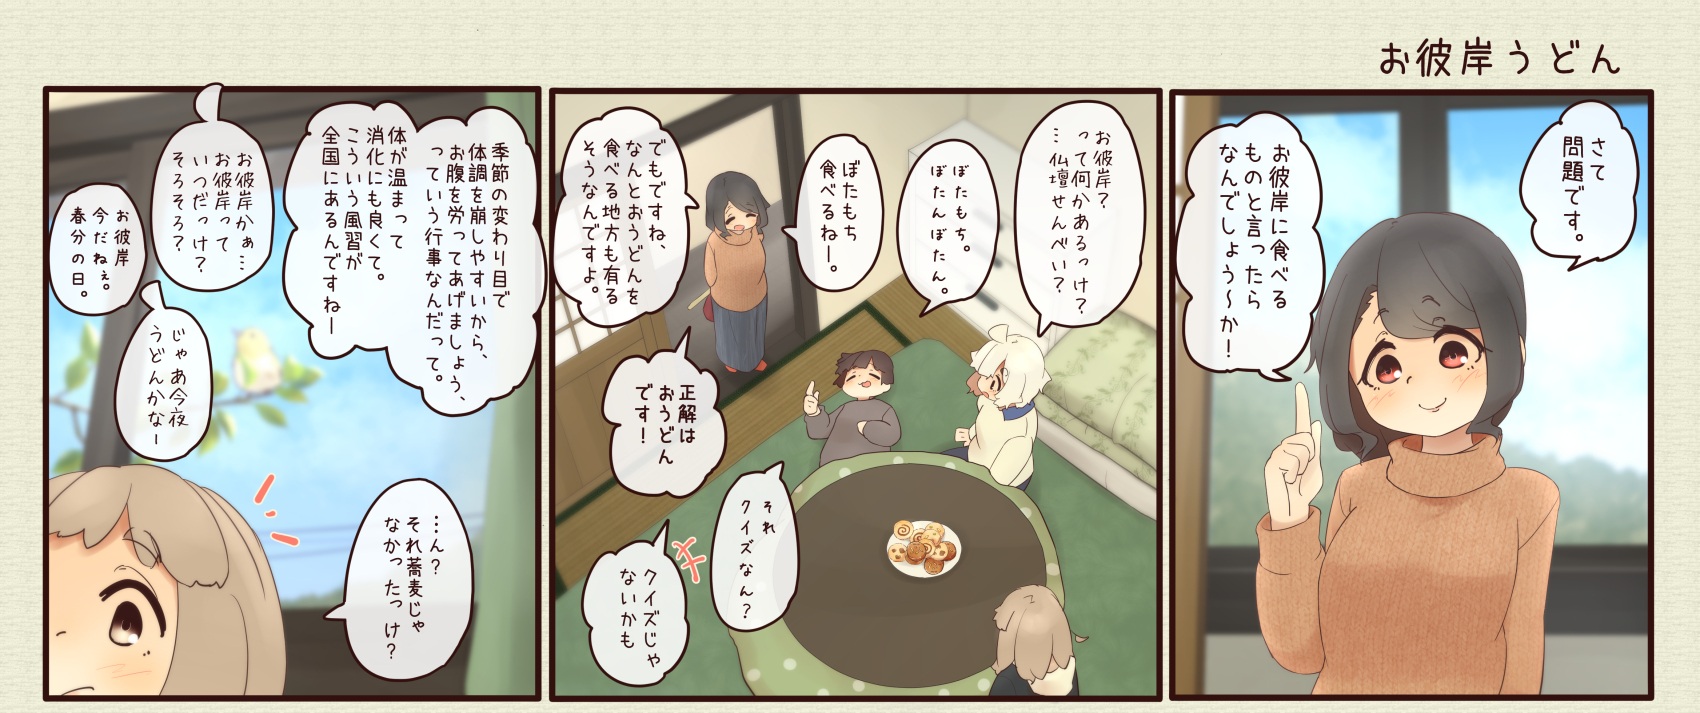 お彼岸うどん
さて
問題です。
お彼岸に食べる
ものと言ったら
なんでしょう〜か！
お彼岸？
って何かあるっけ？
…仏壇せんべい？
ぼたもち。
ぼたんぼたん。
ぼたもち
食べるねー。
でもですね、
なんとおうどんを
食べる地方も有る
そうなんですよ。
正解は
おうどん
です！
それ
クイズなん？
クイズじゃ
ないかも
季節の変わり目で
体調を崩しやすいから、
お腹を労ってあげましょう、
っていう行事なんだって。
体が温まって
消化にも良くて。
こういう風習が
全国にあるんですねー
お彼岸かぁ…
お彼岸って
いつだっけ？
そろそろ？
お彼岸
今だねぇ。
春分の日。
じゃあ今夜
うどんかなー
…ん？
それ蕎麦じゃ
なかったっけ？